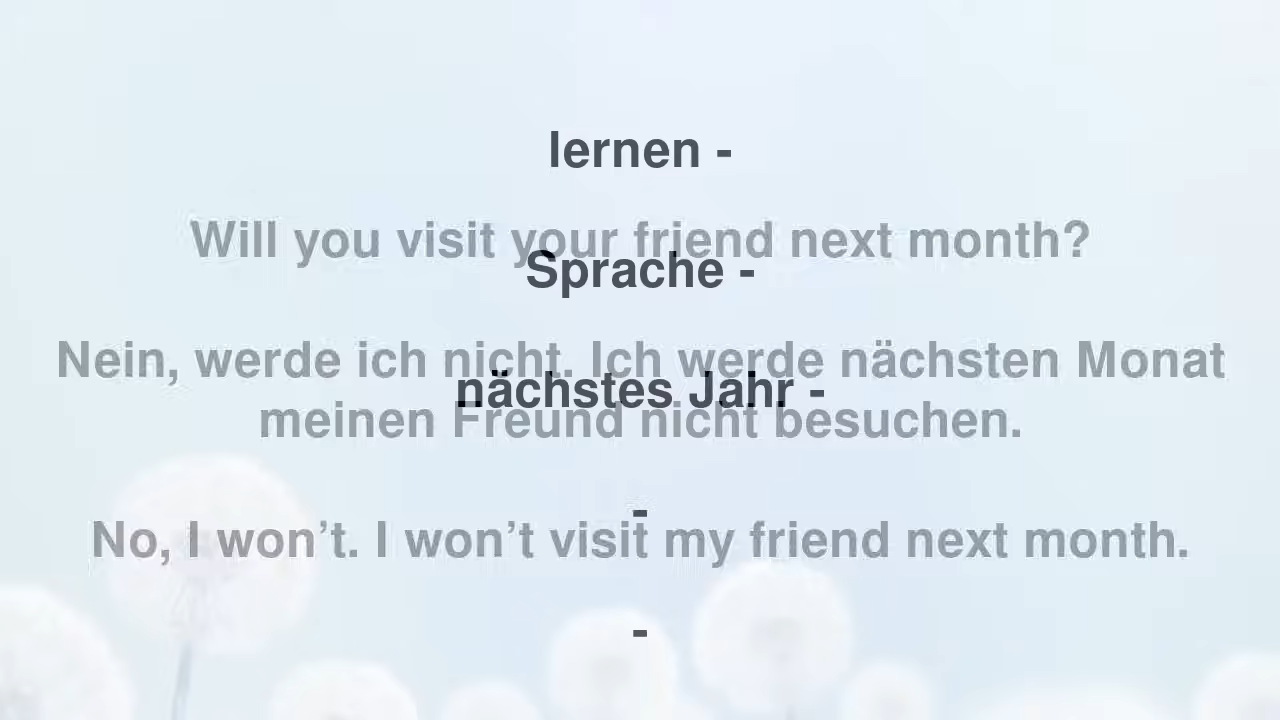 lernen -
Will you visit your friend next month?
Sprache -
Nein, werde ich nicht. Ich werde nächsten Monat
nächstes Jahr -
meinen Freund nicht besuchen.
-
No, I won’t. I won’t visit my friend next month.
-